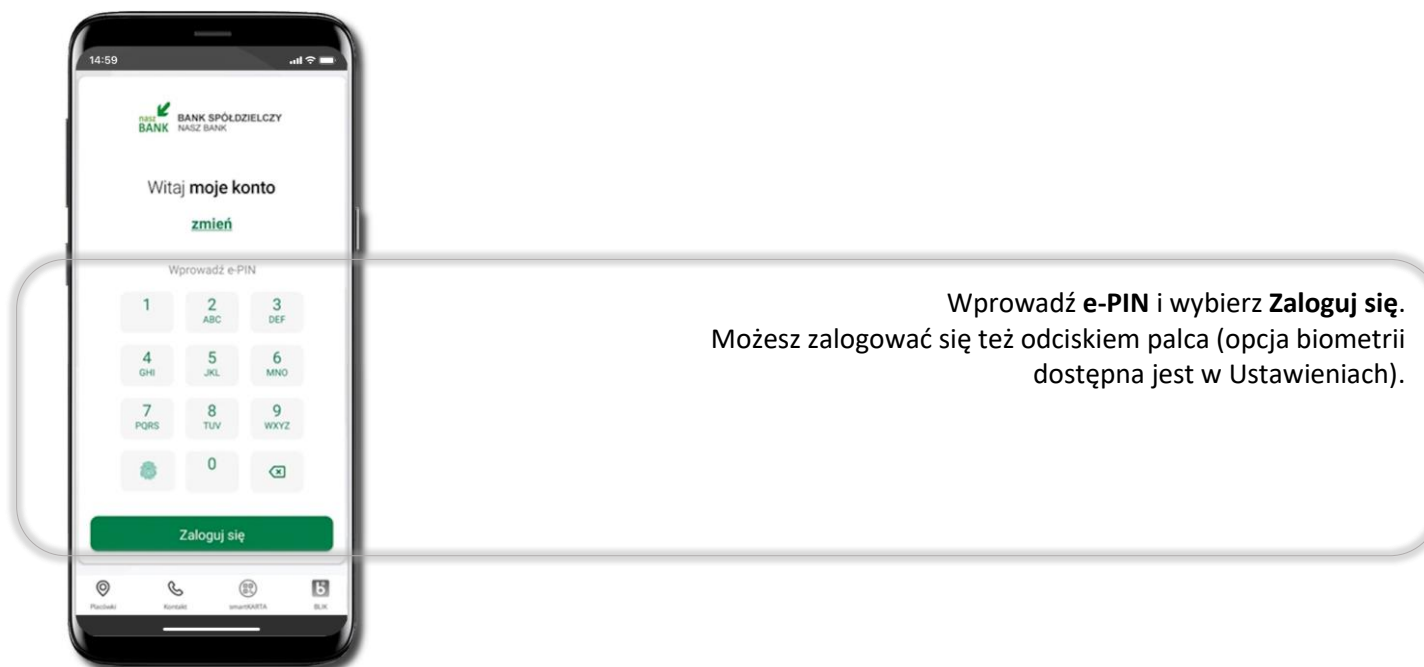 14:59
nasz
BANK
BANK SPÓŁDZIELCZY
NASZ BANK
Witaj moje konto
zmień
Wprowadź e-PIN
1 2 3
ABC DEF
4 5 6
GHI JKL MNO
7 8 9
PQRS TUV WXYZ
0
Zaloguj się
Placówki Kontakt smartKARTA BLIK
Wprowadź e-PIN i wybierz Zaloguj się.
Możesz zalogować się też odciskiem palca (opcja biometrii
dostępna jest w Ustawieniach).